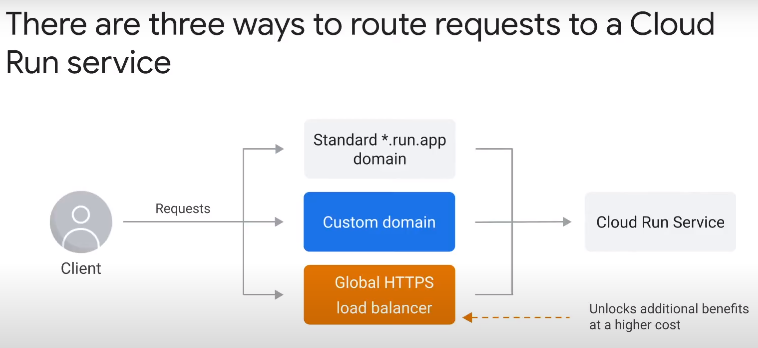 There are three ways to route requests to a Cloud
Run service
Standard *.run.app
domain
Requests
Custom domain
Cloud Run Service
Client
Global HTTPS
load balancer
Unlocks additional benefits
at a higher cost